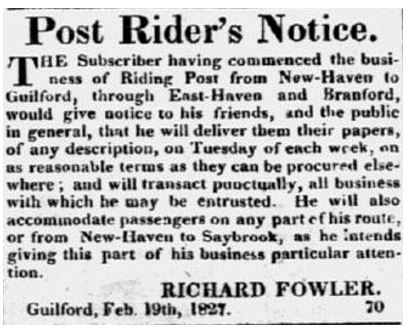 Post Rider's Notice.
THE Subscriber having commenced the busi-
ness of Riding Post from New-Haven to
Guilford, through East-Haven and Branford,
would give notice to his friends, and the public
in general, that he will deliver them their papers,
of any description, on Tuesday of each week, on
as reasonable terms as they can be procured else-
where; and will transact punctually, all business
with which he may be entrusted. He will also
accommodate passengers on any part of his route,
or from New-Haven to Saybrook, as he intends
giving this part of his business particular atten-
tion.
RICHARD FOWLER.
Guilford, Feb. 19th, 1827. 70